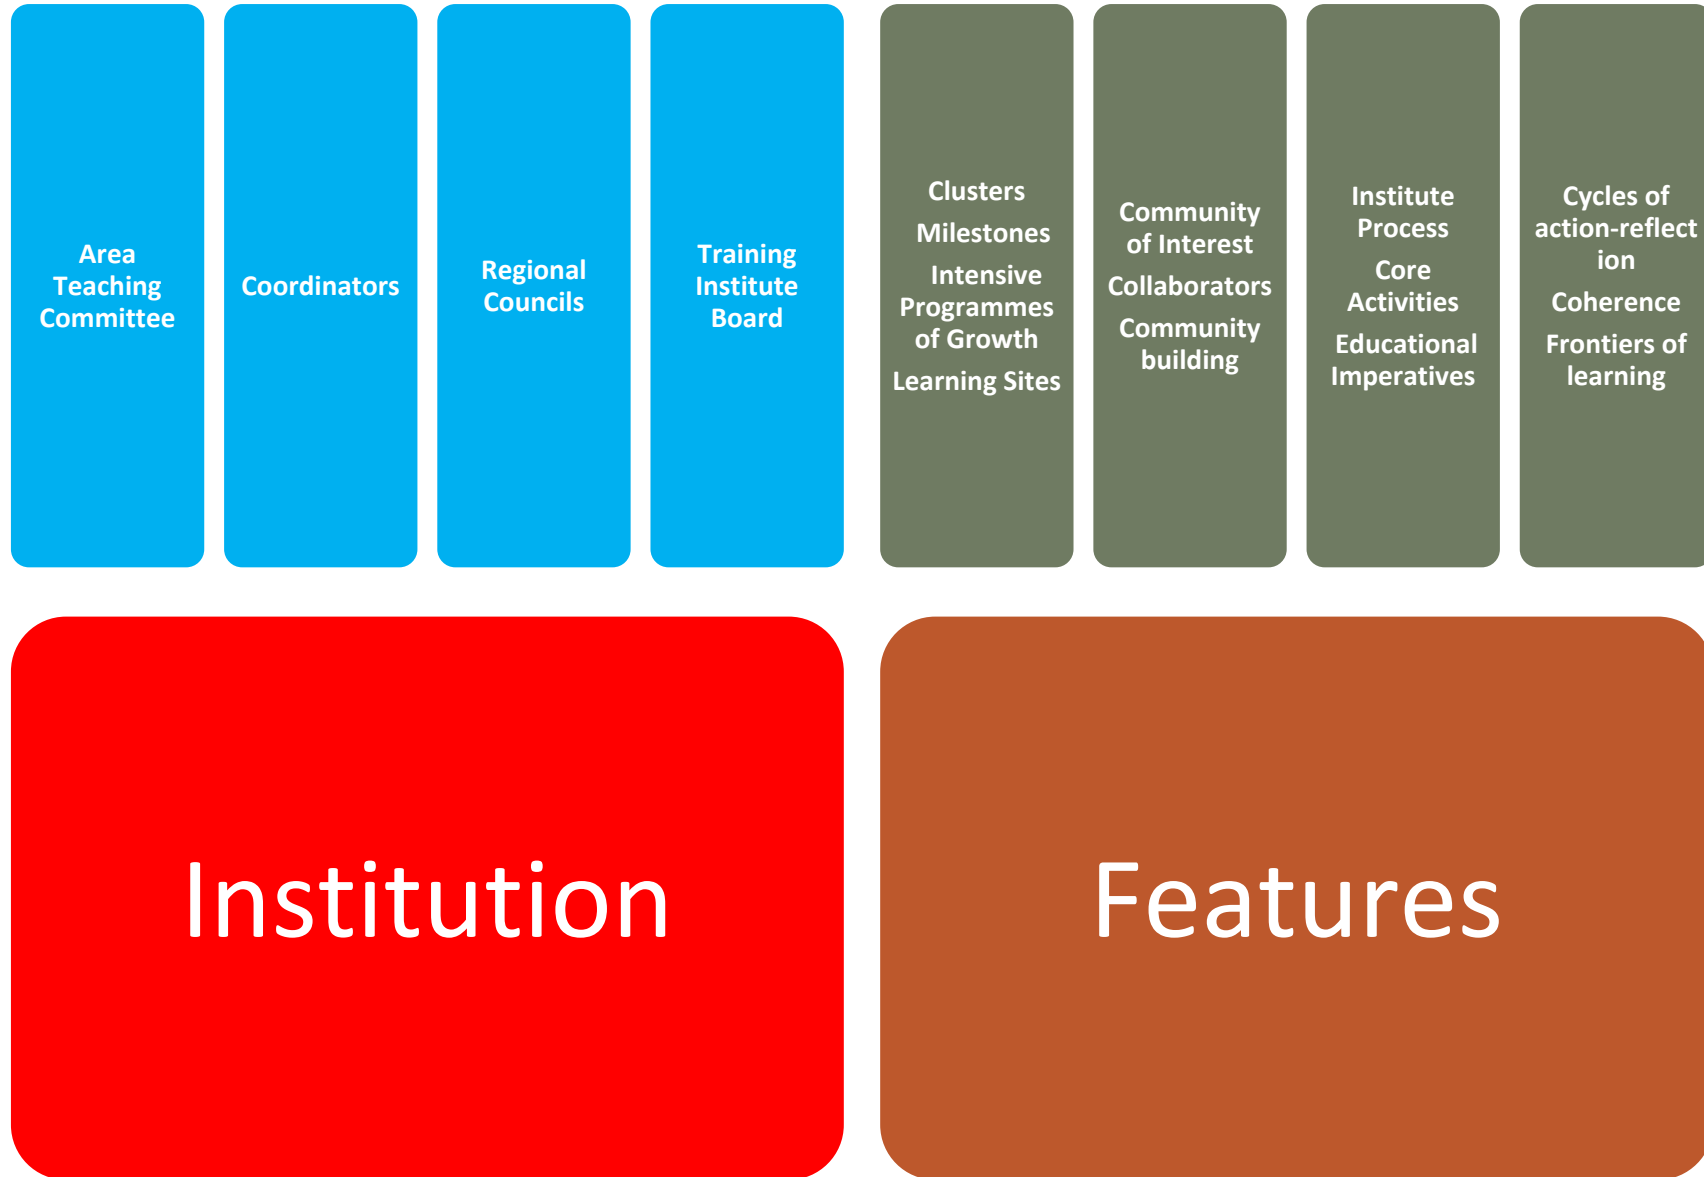 Area
Teaching
Committee
Coordinators
Regional
Councils
Training
Institute
Board
Clusters
Milestones
Intensive
Programmes
of Growth
Learning Sites
Community
of Interest
Collaborators
Community
building
Institute
Process
Core
Activities
Educational
Imperatives
Cycles of
action-reflect
ion
Coherence
Frontiers of
learning
Institution
Features